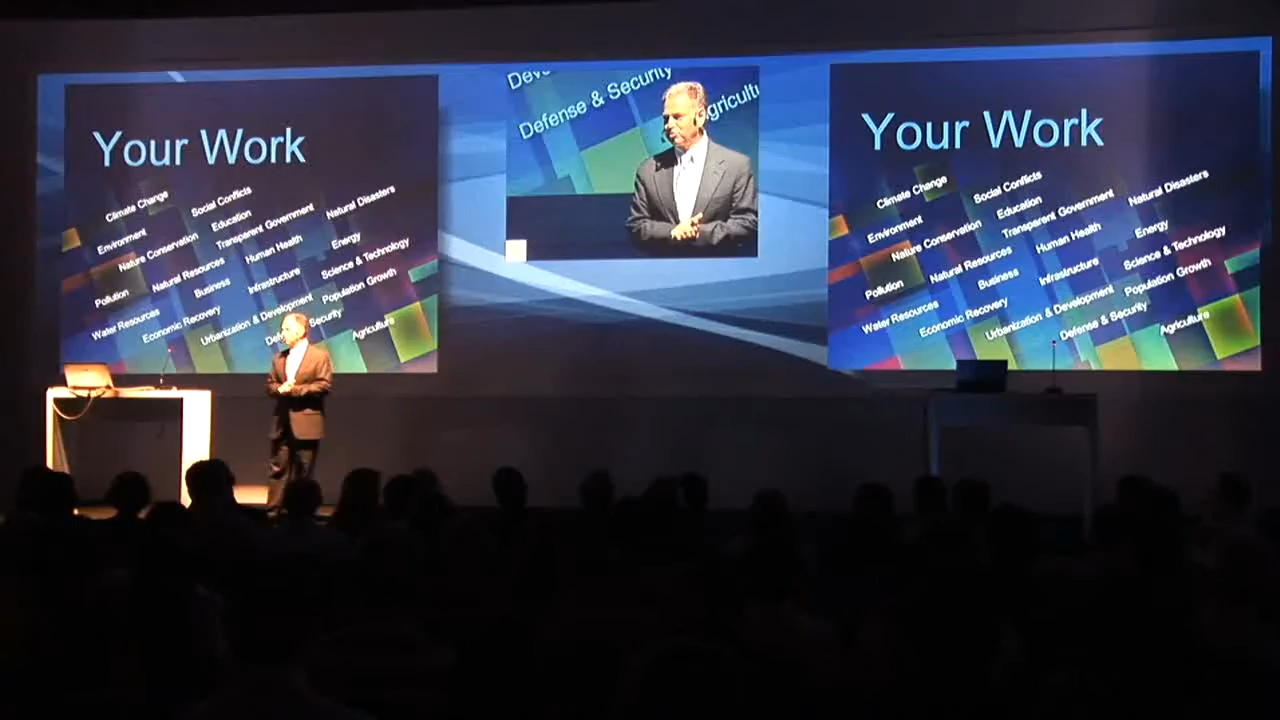 Your Work
Climate Change
Social Conflicts
Natural Disasters
Environment
Education
Transparent Government
Nature Conservation
Human Health
Energy
Pollution
Natural Resources
Business
Infrastructure
Science & Technology
Water Resources
Economic Recovery
Urbanization & Development
Population Growth
Def
Security
Agriculture
Deve
Defense & Security
Agricultu
Your Work
Climate Change
Social Conflicts
Natural Disasters
Environment
Education
Transparent Government
Nature Conservation
Human Health
Energy
Pollution
Natural Resources
Business
Infrastructure
Science & Technology
Water Resources
Economic Recovery
Urbanization & Development
Population Growth
Defense & Security
Agriculture